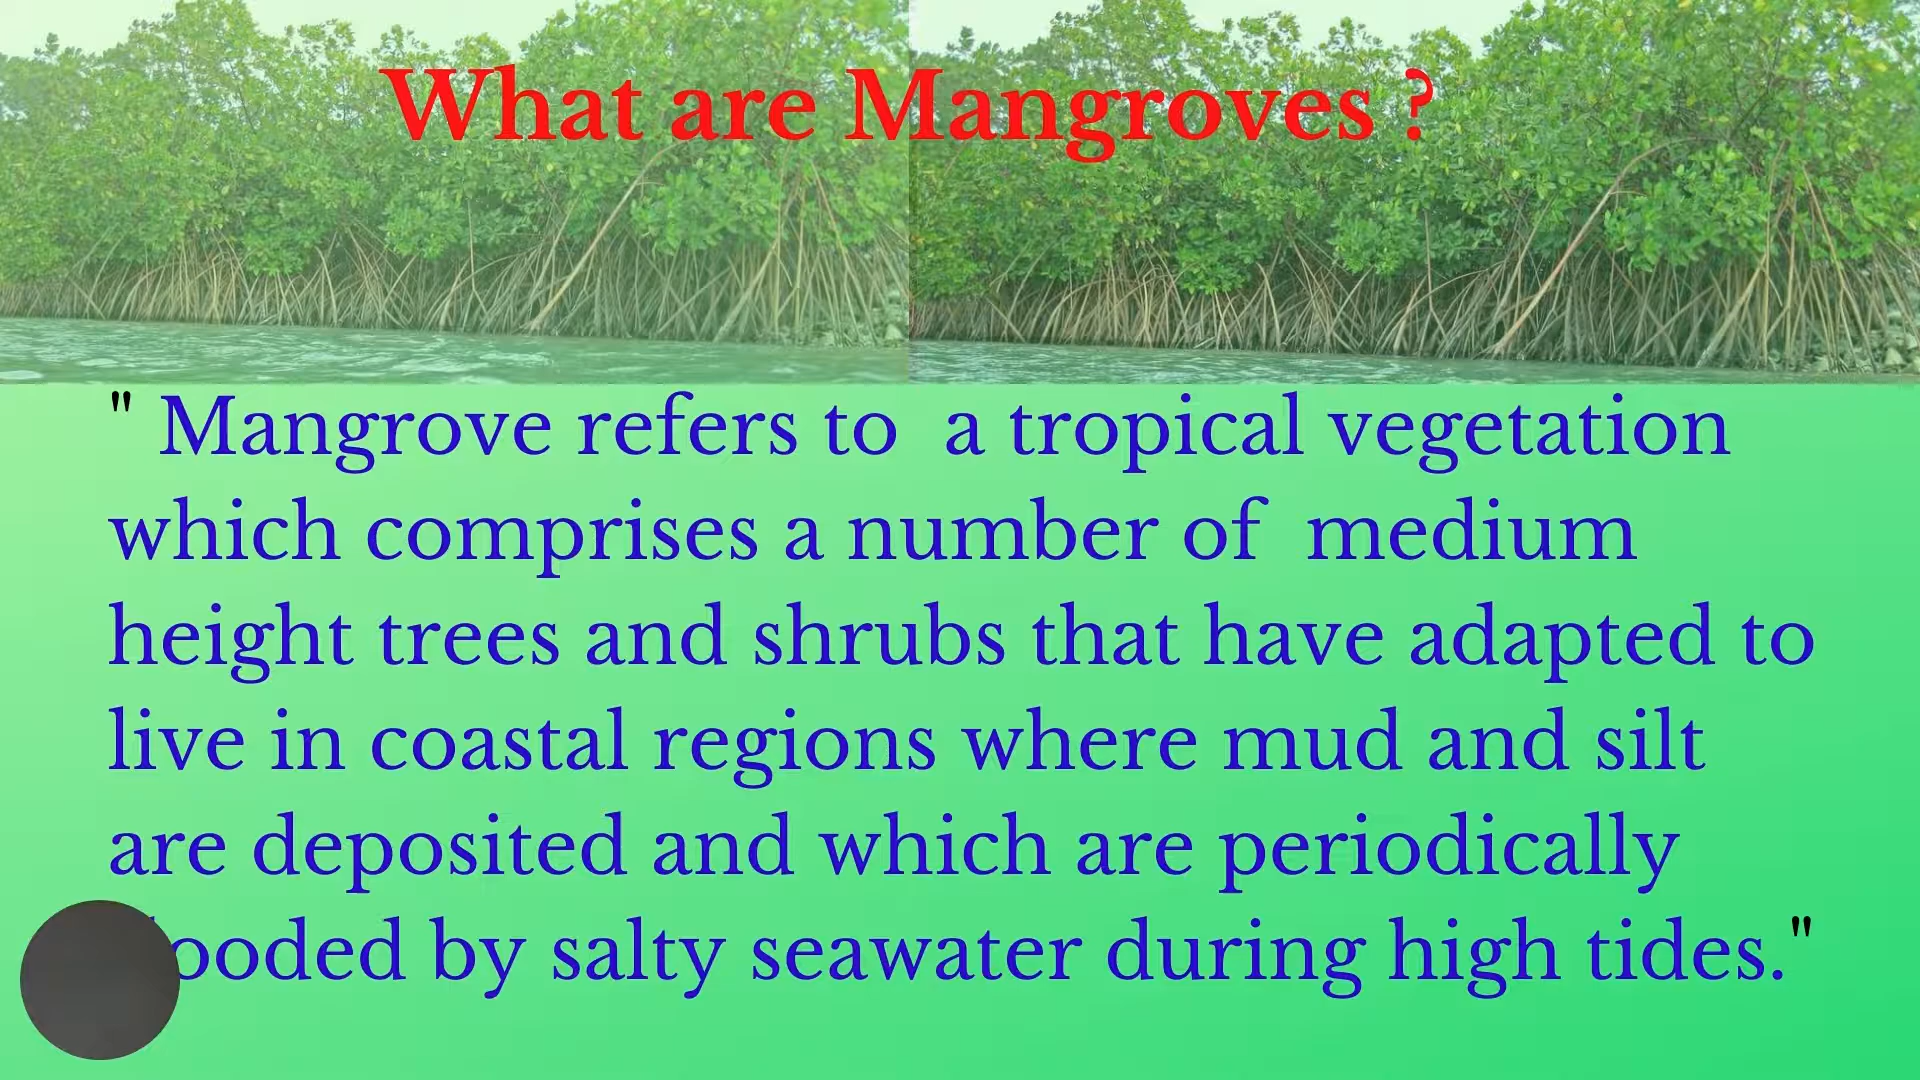 What are Mangroves ?
" Mangrove refers to a tropical vegetation
which comprises a number of medium
height trees and shrubs that have adapted to
live in coastal regions where mud and silt
are deposited and which are periodically
by salty seawater during high tides."